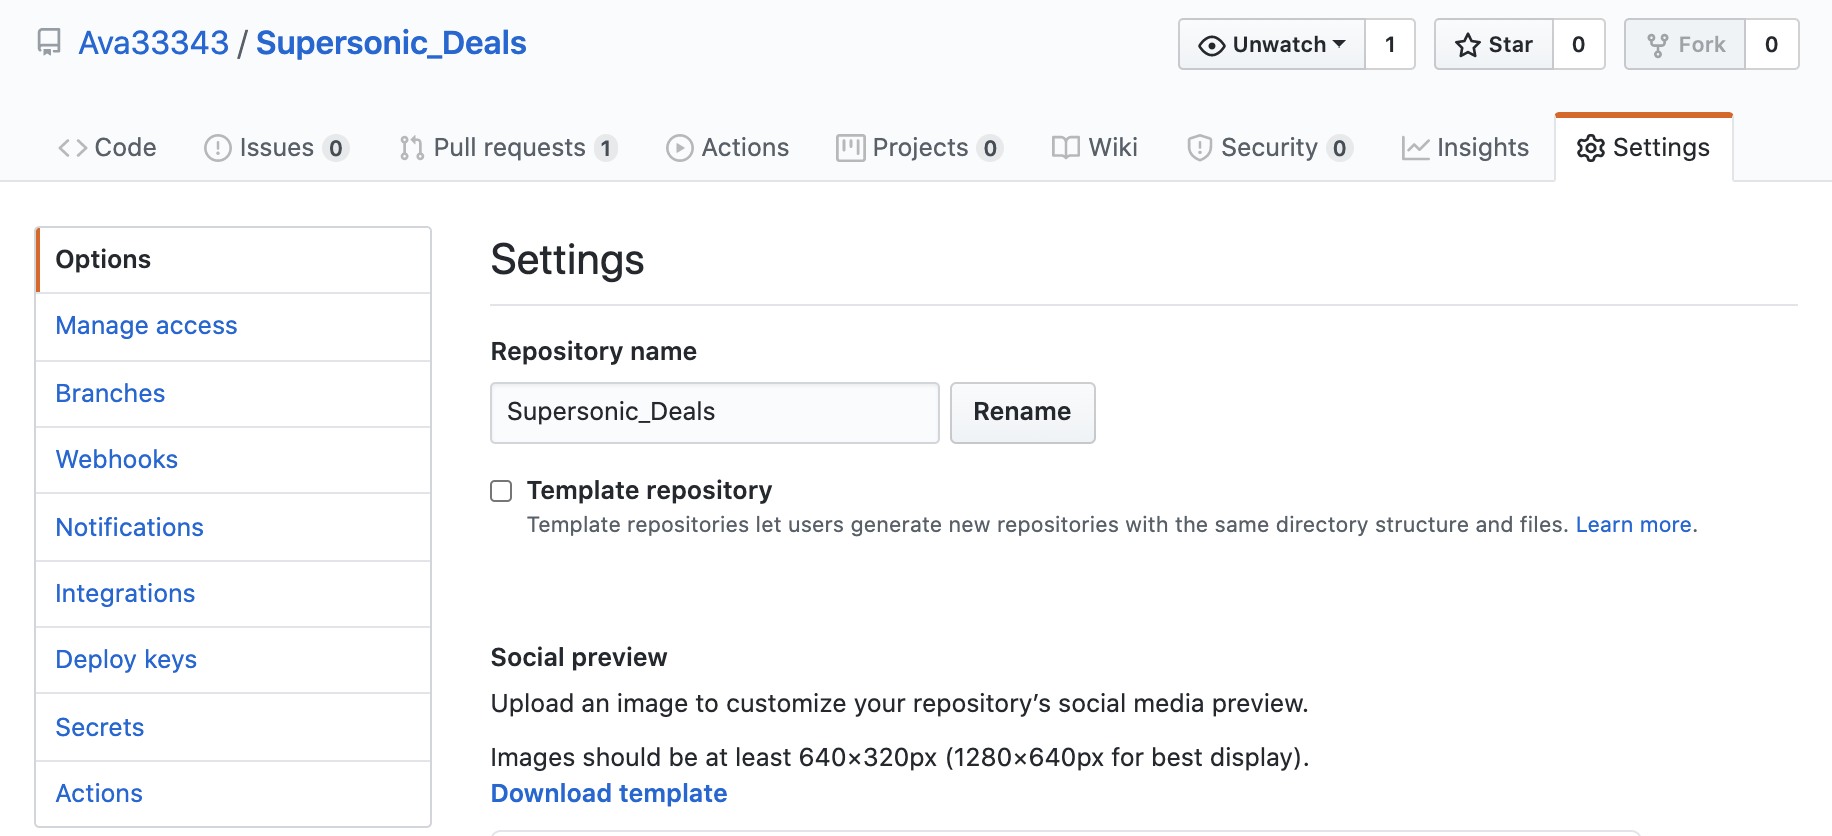 Ava33343 / Supersonic_Deals
Unwatch 1 Star 0 Fork 0
Code Issues 0 Pull requests 1 Actions Projects 0 Wiki Security 0 Insights Settings
Options
Manage access
Branches
Webhooks
Notifications
Integrations
Deploy keys
Secrets
Actions
Settings
Repository name
Supersonic_Deals Rename
Template repository
Template repositories let users generate new repositories with the same directory structure and files. Learn more.
Social preview
Upload an image to customize your repository’s social media preview.
Images should be at least 640×320px (1280×640px for best display).
Download template